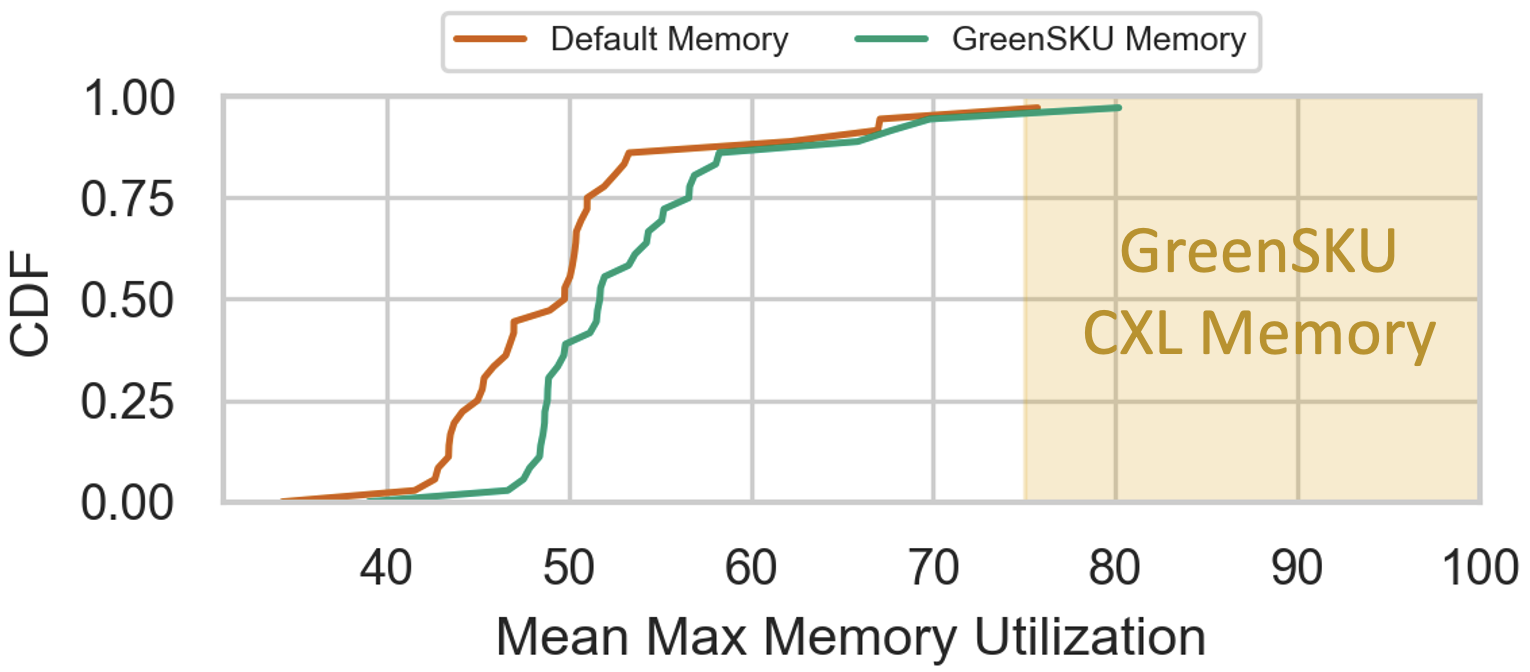 Default Memory GreenSKU Memory
1.00
0.75
0.50
0.25
0.00
CDF
GreenSKU
CXL Memory
40 50 60 70 80 90 100
Mean Max Memory Utilization